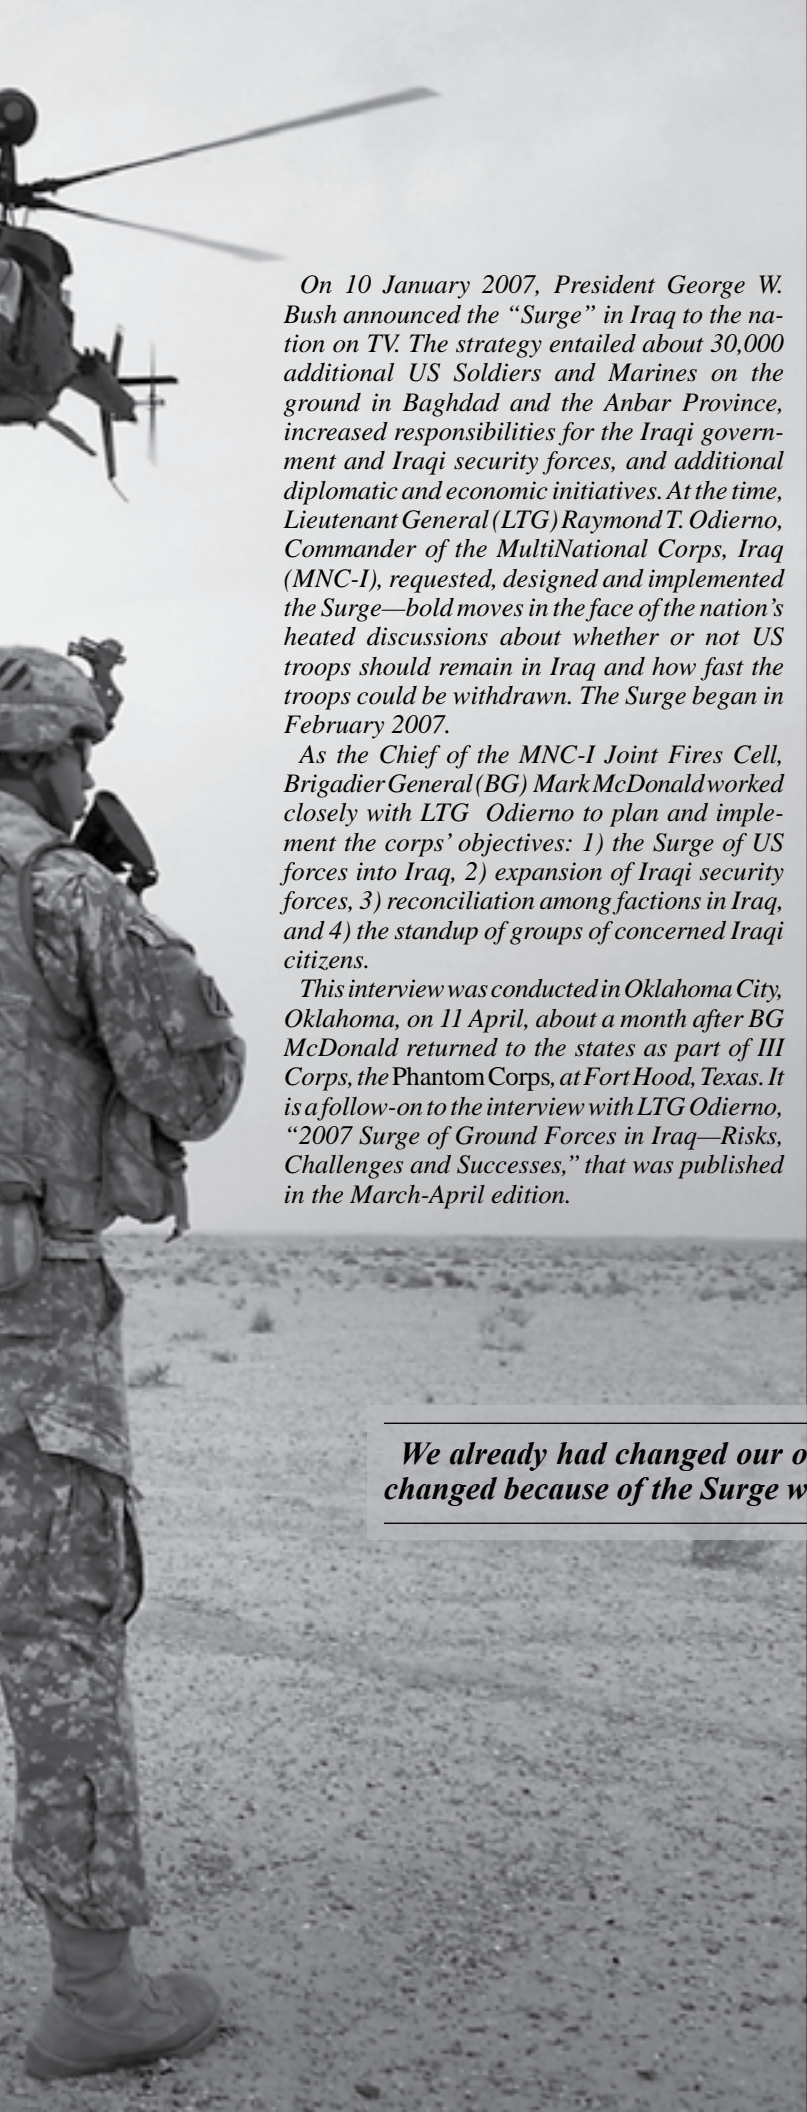 On 10 January 2007, President George W.
Bush announced the “Surge” in Iraq to the na-
tion on TV. The strategy entailed about 30,000
additional US Soldiers and Marines on the
ground in Baghdad and the Anbar Province,
increased responsibilities for the Iraqi govern-
ment and Iraqi security forces, and additional
diplomatic and economic initiatives. At the time,
Lieutenant General (LTG) Raymond T. Odierno,
Commander of the MultiNational Corps, Iraq
(MNC-I), requested, designed and implemented
the Surge—bold moves in the face of the nation’s
heated discussions about whether or not US
troops should remain in Iraq and how fast the
troops could be withdrawn. The Surge began in
February 2007.
As the Chief of the MNC-I Joint Fires Cell,
Brigadier General (BG) Mark McDonald worked
closely with LTG Odierno to plan and imple-
ment the corps’ objectives: 1) the Surge of US
forces into Iraq, 2) expansion of Iraqi security
forces, 3) reconciliation among factions in Iraq,
and 4) the standup of groups of concerned Iraqi
citizens.
This interview was conducted in Oklahoma City,
Oklahoma, on 11 April, about a month after BG
McDonald returned to the states as part of III
Corps, the Phantom Corps, at Fort Hood, Texas. It
is a follow-on to the interview with LTG Odierno,
“2007 Surge of Ground Forces in Iraq—Risks,
Challenges and Successes,” that was published
in the March-April edition.
We already had changed our o
changed because of the Surge w